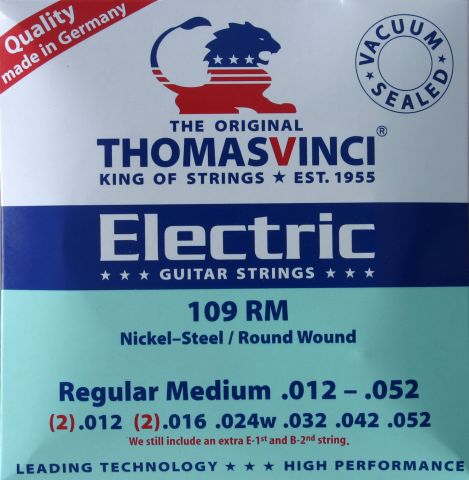 Quality
made in Germany
★ VACUUM ★
SEALED
THE ORIGINAL
THOMASVINCI®
KING OF STRINGS ★ EST. 1955
Electric
★ ★ ★ GUITAR STRINGS ★ ★ ★
109 RM
Nickel–Steel / Round Wound
Regular Medium .012 – .052
(2).012 (2).016 .024w .032 .042 .052
We still include an extra E-1st and B-2nd string.
LEADING TECHNOLOGY ★ ★ ★ HIGH PERFORMANCE